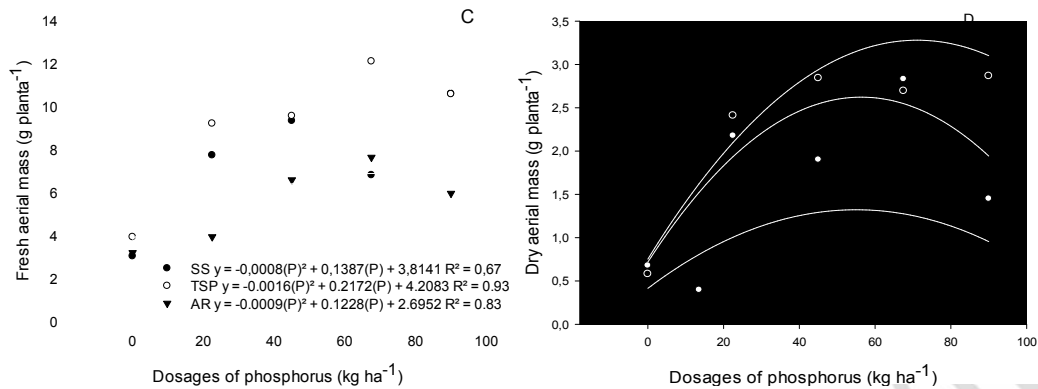 C
14
12
10
8
6
4
2
0
Fresh aerial mass (g planta-1)
SS y = -0,0008(P)² + 0,1387(P) + 3,8141 R² = 0,67
TSP y = -0.0016(P)² + 0.2172(P) + 4.2083 R² = 0.93
AR y = -0.0009(P)² + 0.1228(P) + 2.6952 R² = 0.83
0 20 40 60 80 100
Dosages of phosphorus (kg ha-1)
D
3,5
3,0
2,5
2,0
1,5
1,0
0,5
0,0
Dry aerial mass (g planta-1)
0 20 40 60 80 100
Dosages of phosphorus (kg ha-1)